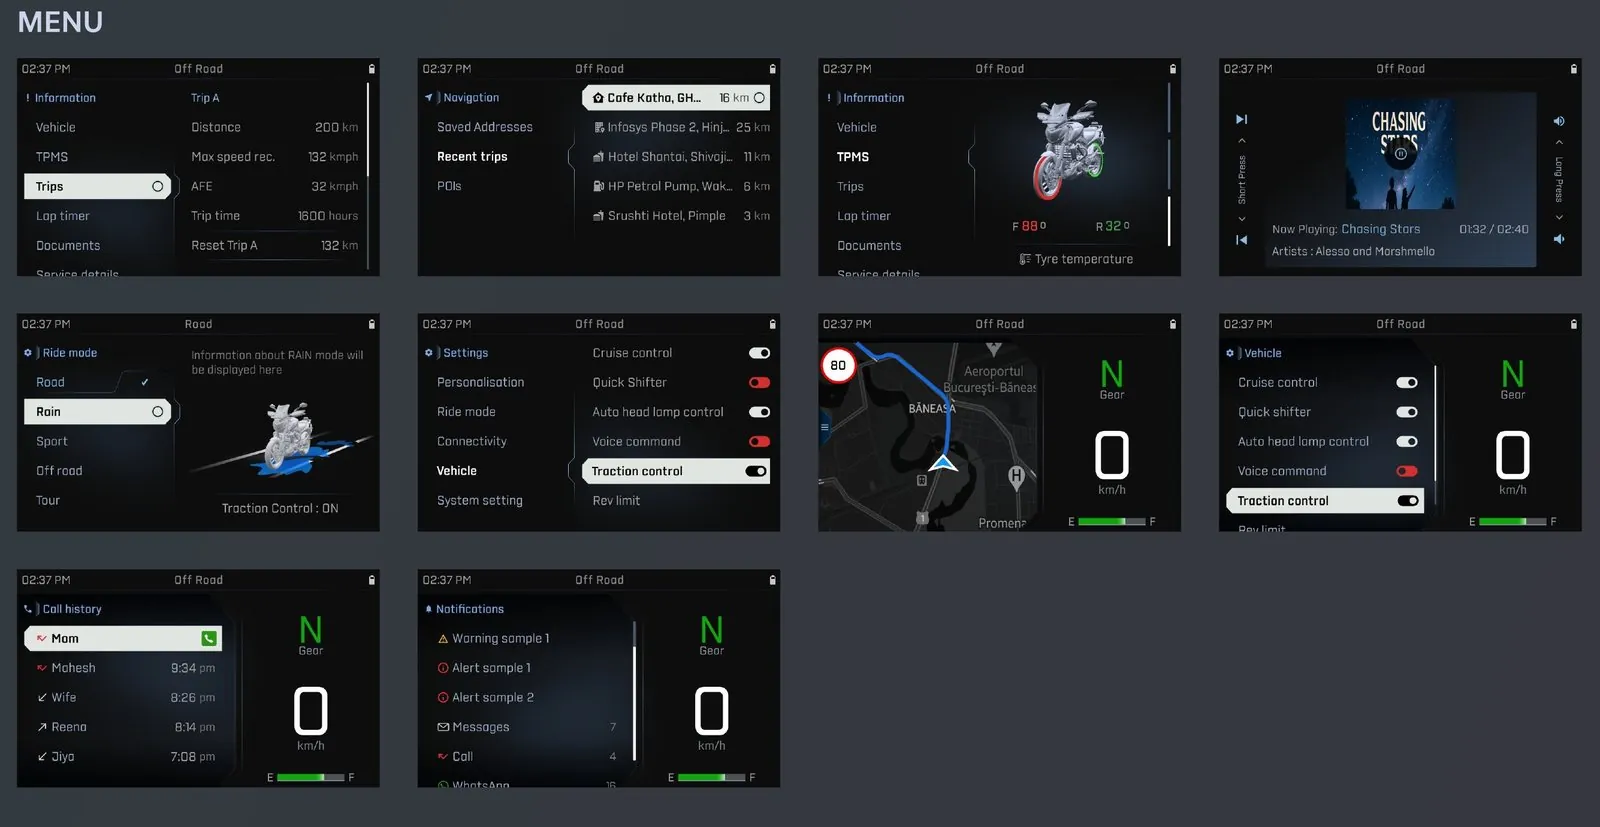 MENU
02:37 PM Off Road
Information Trip A
Vehicle Distance 200 km
TPMS Max speed rec. 132 kmph
Trips AFE 32 kmph
Lap timer Trip time 1600 hours
Documents Reset Trip A 132 km
Service details
02:37 PM Off Road
Navigation Cafe Katha, GH... 16 km
Saved Addresses Infosys Phase 2, Hinj... 25 km
Recent trips Hotel Shantai, Shivaji... 11 km
POIs HP Petrol Pump, Wak... 6 km
Srushti Hotel, Pimple 3 km
02:37 PM Off Road
Information
Vehicle
TPMS
Trips
Lap timer
Documents
Service details
F 88° R 32°
Tyre temperature
02:37 PM Off Road
CHASING
STARS
Short Press
Long Press
Now Playing: Chasing Stars 01:32 / 02:40
Artists : Alesso and Marshmello
02:37 PM Road
Ride mode
Road
Rain
Sport
Off road
Tour
Information about RAIN mode will
be displayed here
Traction Control : ON
02:37 PM Off Road
Settings Cruise control
Personalisation Quick Shifter
Ride mode Auto head lamp control
Connectivity Voice command
Vehicle Traction control
System setting Rev limit
02:37 PM Off Road
80
Aeroportul
București-Băneas
BĂNEASA
H
1
Promena
N
Gear
0
km/h
E F
02:37 PM Off Road
Vehicle
Cruise control
Quick shifter
Auto head lamp control
Voice command
Traction control
Rev limit
N
Gear
0
km/h
E F
02:37 PM Off Road
Call history
Mom
Mahesh 9:34 pm
Wife 8:26 pm
Reena 8:14 pm
Jiya 7:08 pm
N
Gear
0
km/h
E F
02:37 PM Off Road
Notifications
Warning sample 1
Alert sample 1
Alert sample 2
Messages 7
Call 4
WhatsApp 16
N
Gear
0
km/h
E F